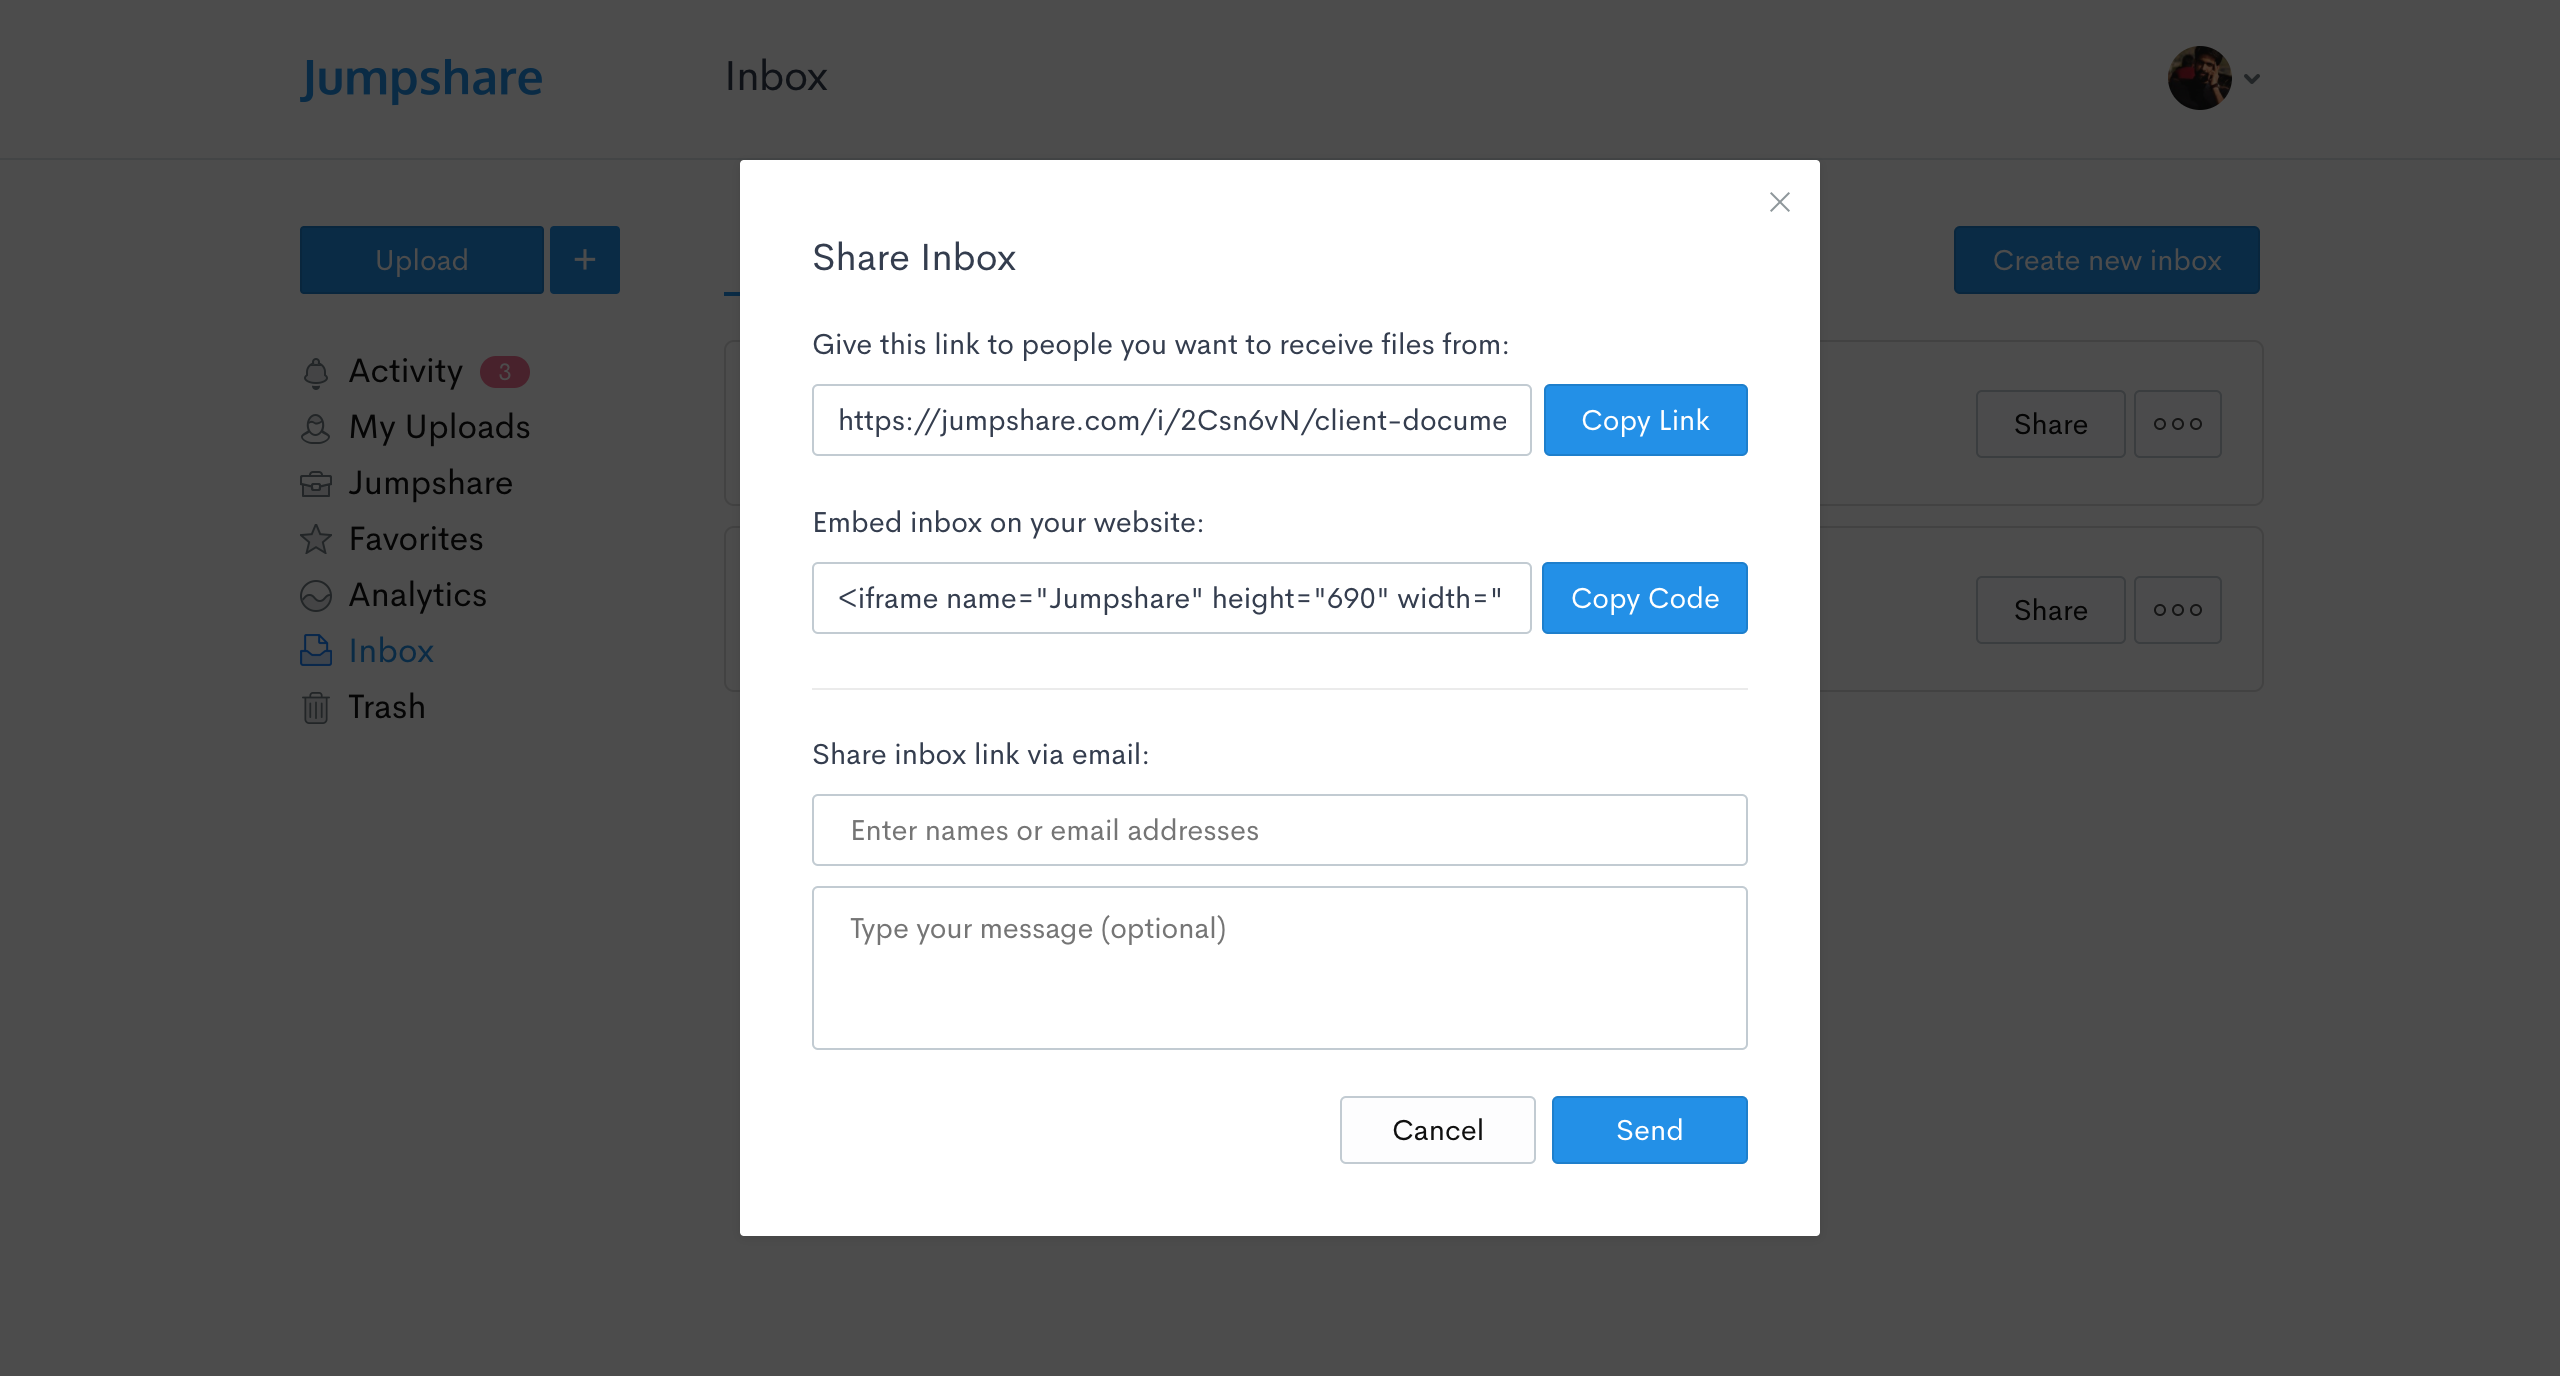 Jumpshare
Inbox
Upload
+
Create new inbox
Activity 3
My Uploads
Jumpshare
Favorites
Analytics
Inbox
Trash
Share Inbox
Give this link to people you want to receive files from:
https://jumpshare.com/i/2Csn6vN/client-docume
Copy Link
Embed inbox on your website:
<iframe name="Jumpshare" height="690" width="
Copy Code
Share inbox link via email:
Enter names or email addresses
Type your message (optional)
Cancel
Send
Share
Share